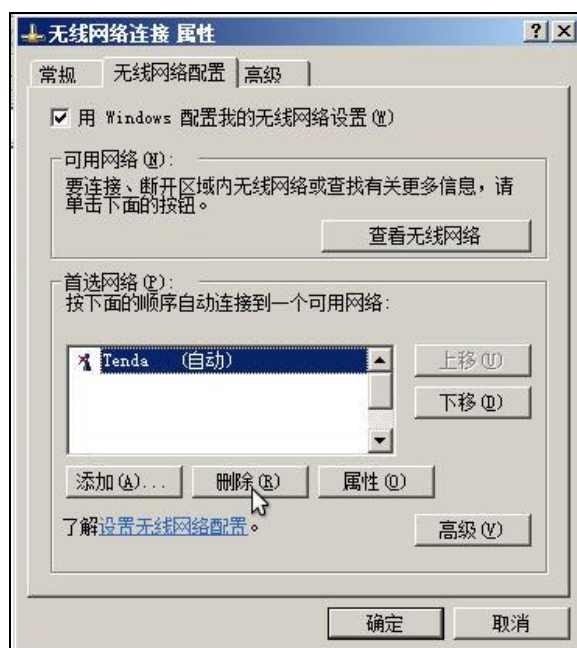 无线网络连接 属性
常规 无线网络配置 高级
用 Windows 配置我的无线网络设置(W)
可用网络(N):
要连接、断开区域内无线网络或查找有关更多信息，请
单击下面的按钮。
查看无线网络
首选网络(P):
按下面的顺序自动连接到一个可用网络:
Tenda (自动)
上移(U)
下移(D)
添加(A)... 删除(R) 属性(O)
了解设置无线网络配置。
高级(V)
确定 取消